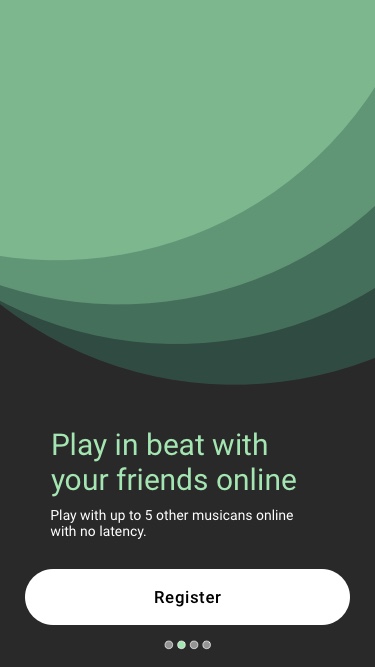 Play in beat with
your friends online
Play with up to 5 other musicans online
with no latency.
Register